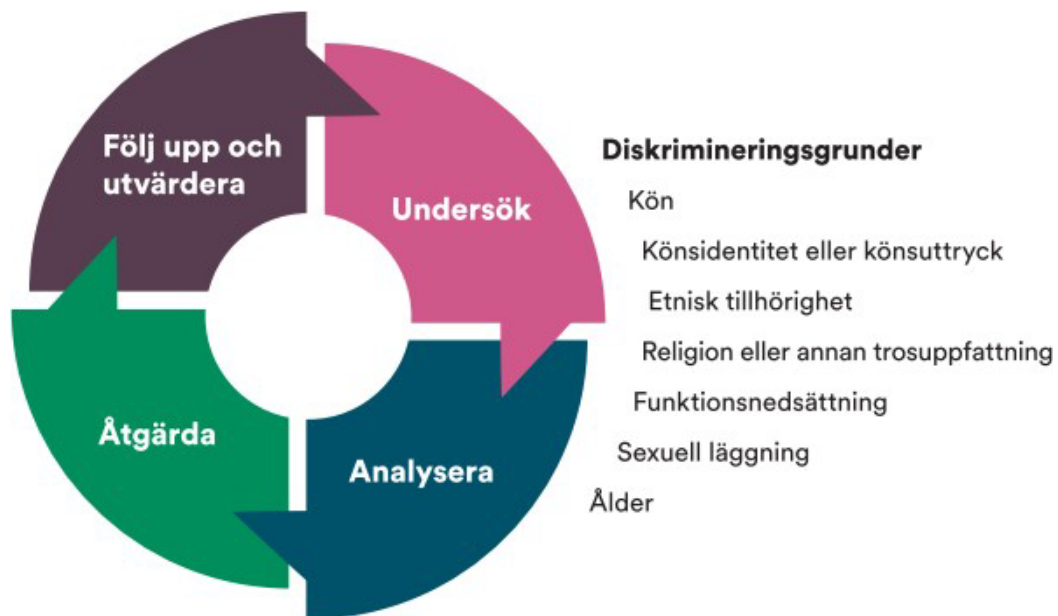 Följ upp och
utvärdera
Undersök
Analysera
Åtgärda
Diskrimineringsgrunder
Kön
Könsidentitet eller könsuttryck
Etnisk tillhörighet
Religion eller annan trosuppfattning
Funktionsnedsättning
Sexuell läggning
Ålder